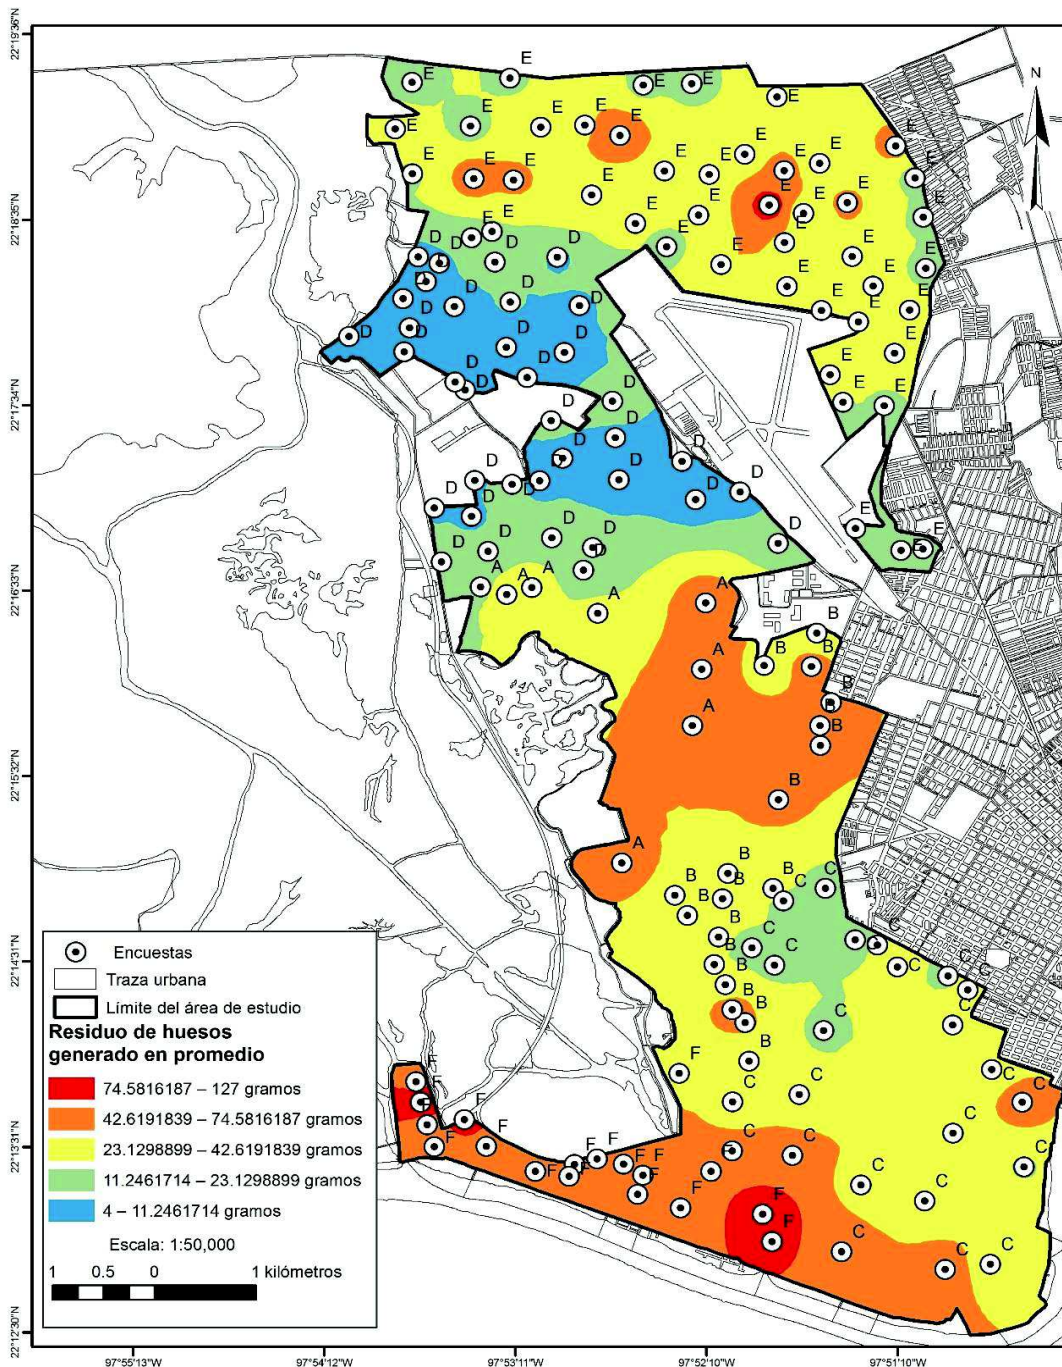 22°19'36"N
22°18'35"N
22°17'34"N
22°16'33"N
22°15'32"N
22°14'31"N
22°13'31"N
22°12'30"N
N
E
E E E
E E E E E
E E E E E E
E E E E E
D D D D
D D D
D D D D
D D D D
A A A A
A A
B B
B B
B
A
B B B C C
B B C C
B B C C C
F C C C
F F F F F
F F F F
F F C C C
Encuestas
Traza urbana
Límite del área de estudio
Residuo de huesos
generado en promedio
74.5816187 – 127 gramos
42.6191839 – 74.5816187 gramos
23.1298899 – 42.6191839 gramos
11.2461714 – 23.1298899 gramos
4 – 11.2461714 gramos
Escala: 1:50,000
1 0.5 0 1 kilómetros
97°55'13"W 97°54'12"W 97°53'11"W 97°52'10"W 97°51'10"W